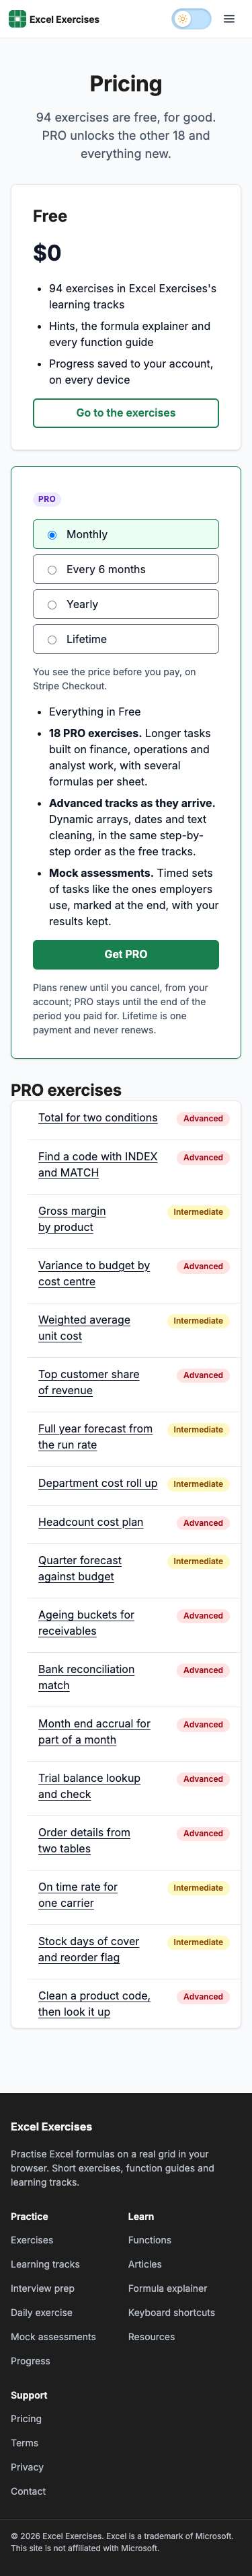 Excel Exercises
Pricing
94 exercises are free, for good.
PRO unlocks the other 18 and
everything new.
Free
$0
• 94 exercises in Excel Exercises's
learning tracks
• Hints, the formula explainer and
every function guide
• Progress saved to your account,
on every device
Go to the exercises
PRO
Monthly
Every 6 months
Yearly
Lifetime
You see the price before you pay, on
Stripe Checkout.
• Everything in Free
• 18 PRO exercises. Longer tasks
built on finance, operations and
analyst work, with several
formulas per sheet.
• Advanced tracks as they arrive.
Dynamic arrays, dates and text
cleaning, in the same step-by-
step order as the free tracks.
• Mock assessments. Timed sets
of tasks like the ones employers
use, marked at the end, with your
results kept.
Get PRO
Plans renew until you cancel, from your
account; PRO stays until the end of the
period you paid for. Lifetime is one
payment and never renews.
PRO exercises
Total for two conditions Advanced
Find a code with INDEX Advanced
and MATCH
Gross margin Intermediate
by product
Variance to budget by Advanced
cost centre
Weighted average Intermediate
unit cost
Top customer share Advanced
of revenue
Full year forecast from Intermediate
the run rate
Department cost roll up Intermediate
Headcount cost plan Advanced
Quarter forecast Intermediate
against budget
Ageing buckets for Advanced
receivables
Bank reconciliation Advanced
match
Month end accrual for Advanced
part of a month
Trial balance lookup Advanced
and check
Order details from Advanced
two tables
On time rate for Intermediate
one carrier
Stock days of cover Intermediate
and reorder flag
Clean a product code, Advanced
then look it up
Excel Exercises
Practise Excel formulas on a real grid in your
browser. Short exercises, function guides and
learning tracks.
Practice
Exercises
Learning tracks
Interview prep
Daily exercise
Mock assessments
Progress
Learn
Functions
Articles
Formula explainer
Keyboard shortcuts
Resources
Support
Pricing
Terms
Privacy
Contact
© 2026 Excel Exercises. Excel is a trademark of Microsoft.
This site is not affiliated with Microsoft.